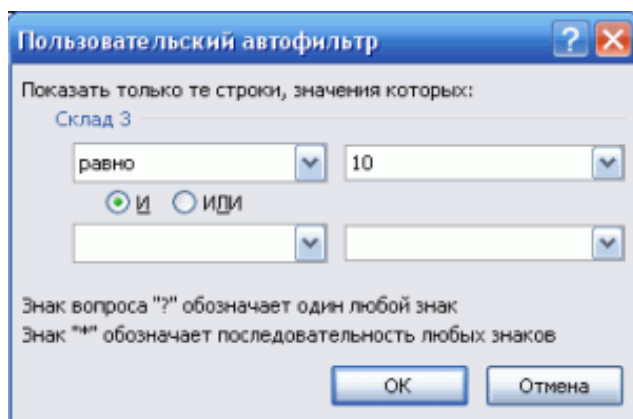 Пользовательский автофильтр
Показать только те строки, значения которых:
Склад 3
равно 10
И ИЛИ
Знак вопроса "?" обозначает один любой знак
Знак "*" обозначает последовательность любых знаков
ОК Отмена